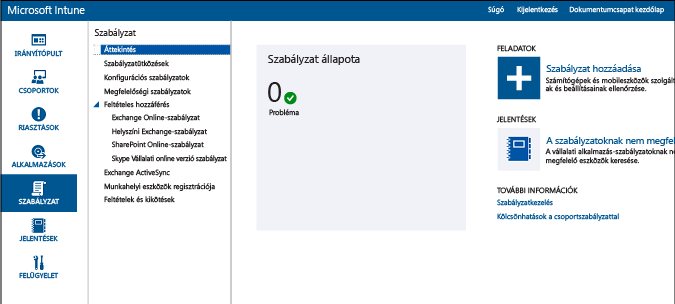 Microsoft Intune
Súgó Kijelentkezés Dokumentumcsapat kezdőlap
IRÁNYÍTÓPULT
CSOPORTOK
RIASZTÁSOK
ALKALMAZÁSOK
SZABÁLYZAT
JELENTÉSEK
FELÜGYELET
Szabályzat
Áttekintés
Szabályzatütközések
Konfigurációs szabályzatok
Megfelelőségi szabályzatok
Feltételes hozzáférés
Exchange Online-szabályzat
Helyszíni Exchange-szabályzat
SharePoint Online-szabályzat
Skype Vállalati online verzió szabályzat
Exchange ActiveSync
Munkahelyi eszközök regisztrációja
Feltételek és kikötések
Szabályzat állapota
0
Probléma
FELADATOK
Szabályzat hozzáadása
Számítógépek és mobileszközök szolgált
ak és beállításainak ellenőrzése.
JELENTÉSEK
A szabályzatoknak nem megfel
A vállalati alkalmazás-szabályzatoknak n
megfelelő eszközök keresése.
TOVÁBBI INFORMÁCIÓK
Szabályzatkezelés
Kölcsönhatások a csoportszabályzattal